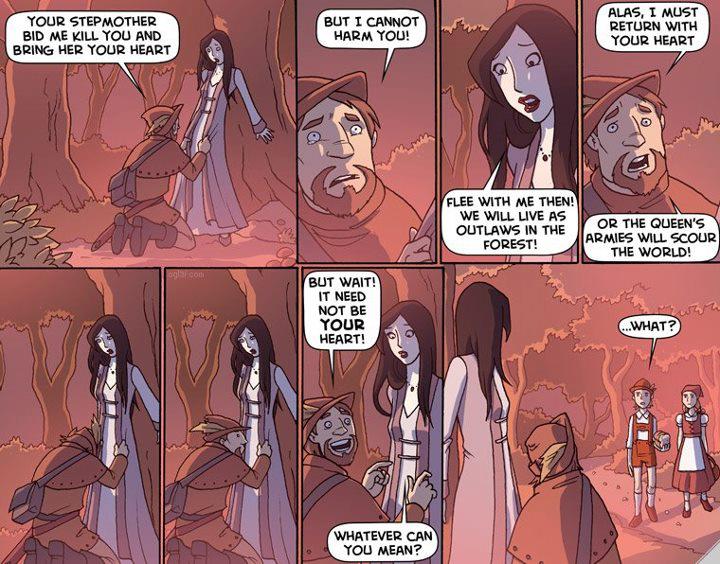 YOUR STEPMOTHER
BID ME KILL YOU AND
BRING HER YOUR HEART
BUT I CANNOT
HARM YOU!
FLEE WITH ME THEN!
WE WILL LIVE AS
OUTLAWS IN THE
FOREST!
ALAS, I MUST
RETURN WITH
YOUR HEART
OR THE QUEEN'S
ARMIES WILL SCOUR
THE WORLD!
oglaf.com
BUT WAIT!
IT NEED
NOT BE
YOUR
HEART!
WHATEVER CAN
YOU MEAN?
...WHAT?